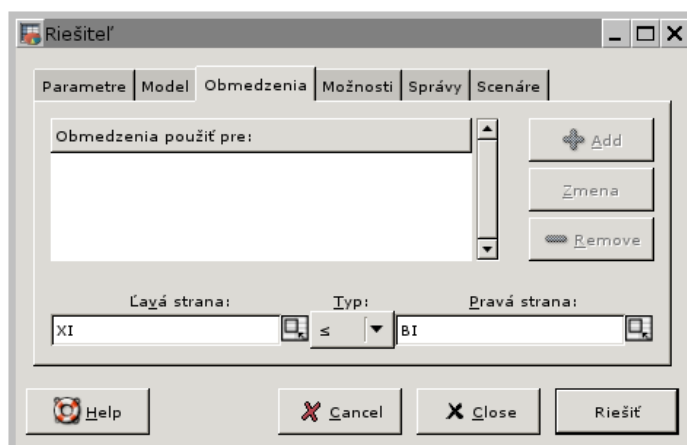 Riešiteľ
Parametre Model Obmedzenia Možnosti Správy Scenáre
Obmedzenia použiť pre:
Add
Zmena
Remove
Ľavá strana: Typ: Pravá strana:
XI ≤ BI
Help Cancel Close Riešiť